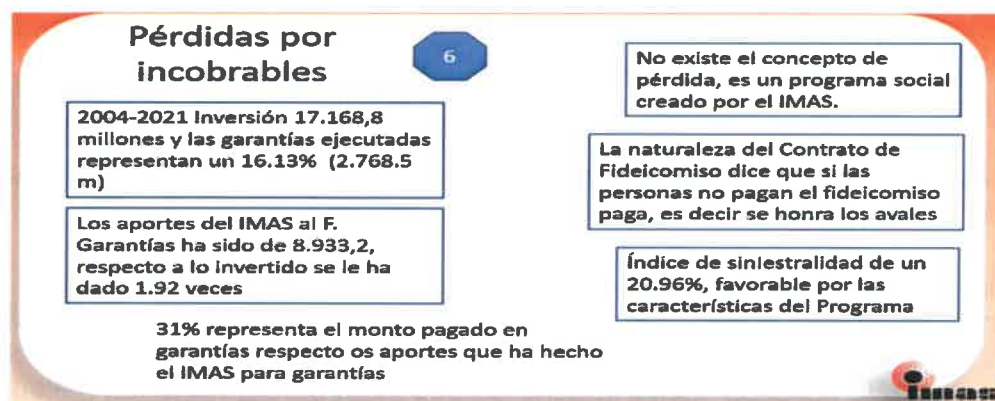 Pérdidas por
incobrables
6
2004-2021 Inversión 17.168,8
millones y las garantías ejecutadas
representan un 16.13% (2.768.5
m)
Los aportes del IMAS al F.
Garantías ha sido de 8.933,2,
respecto a lo invertido se le ha
dado 1.92 veces
31% representa el monto pagado en
garantías respecto os aportes que ha hecho
el IMAS para garantías
No existe el concepto de
pérdida, es un programa social
creado por el IMAS.
La naturaleza del Contrato de
Fideicomiso dice que si las
personas no pagan el fideicomiso
paga, es decir se honra los avales
Índice de siniestralidad de un
20.96%, favorable por las
características del Programa
imas